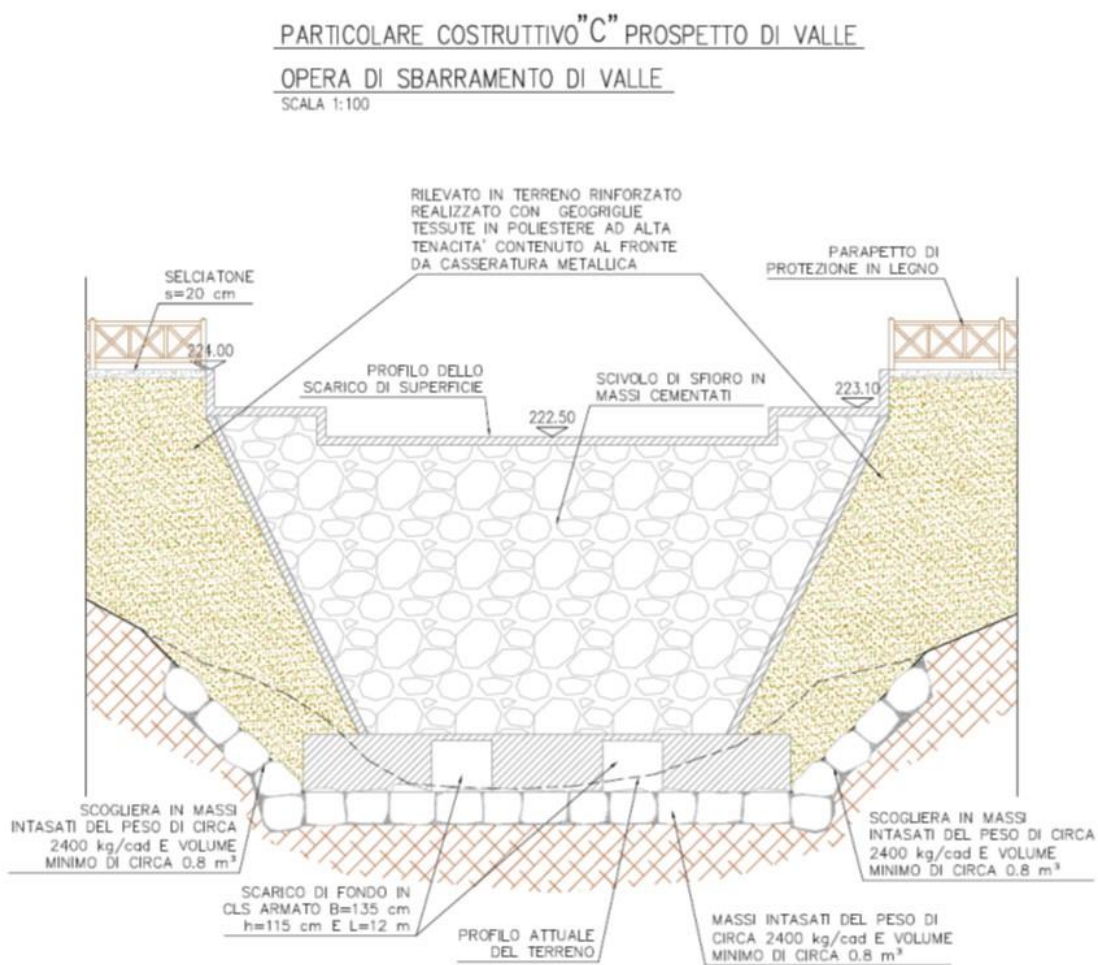 PARTICOLARE COSTRUTTIVO"C" PROSPETTO DI VALLE
OPERA DI SBARRAMENTO DI VALLE
SCALA 1:100
RILEVATO IN TERRENO RINFORZATO
REALIZZATO CON GEOGRIGLIE
TESSUTE IN POLIESTERE AD ALTA
TENACITA' CONTENUTO AL FRONTE
DA CASSERATURA METALLICA
PARAPETTO DI
PROTEZIONE IN LEGNO
SELCIATONE
s=20 cm
224.00
PROFILO DELLO
SCARICO DI SUPERFICIE
SCIVOLO DI SFIORO IN
MASSI CEMENTATI
223.10
222.50
SCOGLIERA IN MASSI
INTASATI DEL PESO DI CIRCA
2400 kg/cad E VOLUME
MINIMO DI CIRCA 0.8 m³
SCOGLIERA IN MASSI
INTASATI DEL PESO DI CIRCA
2400 kg/cad E VOLUME
MINIMO DI CIRCA 0.8 m³
SCARICO DI FONDO IN
CLS ARMATO B=135 cm
h=115 cm E L=12 m
PROFILO ATTUALE
DEL TERRENO
MASSI INTASATI DEL PESO DI
CIRCA 2400 kg/cad E VOLUME
MINIMO DI CIRCA 0.8 m³